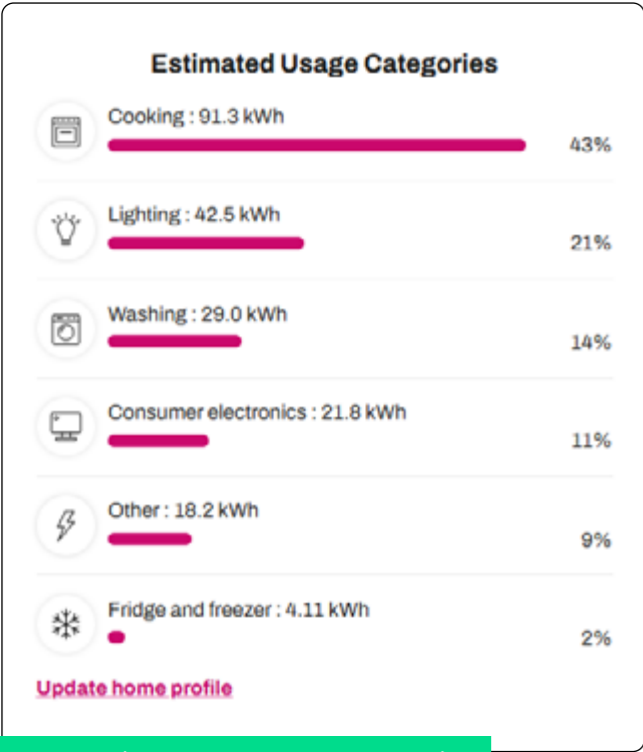 Estimated Usage Categories
Cooking : 91.3 kWh
43%
Lighting : 42.5 kWh
21%
Washing : 29.0 kWh
14%
Consumer electronics : 21.8 kWh
11%
Other : 18.2 kWh
9%
Fridge and freezer : 4.11 kWh
2%
Update home profile